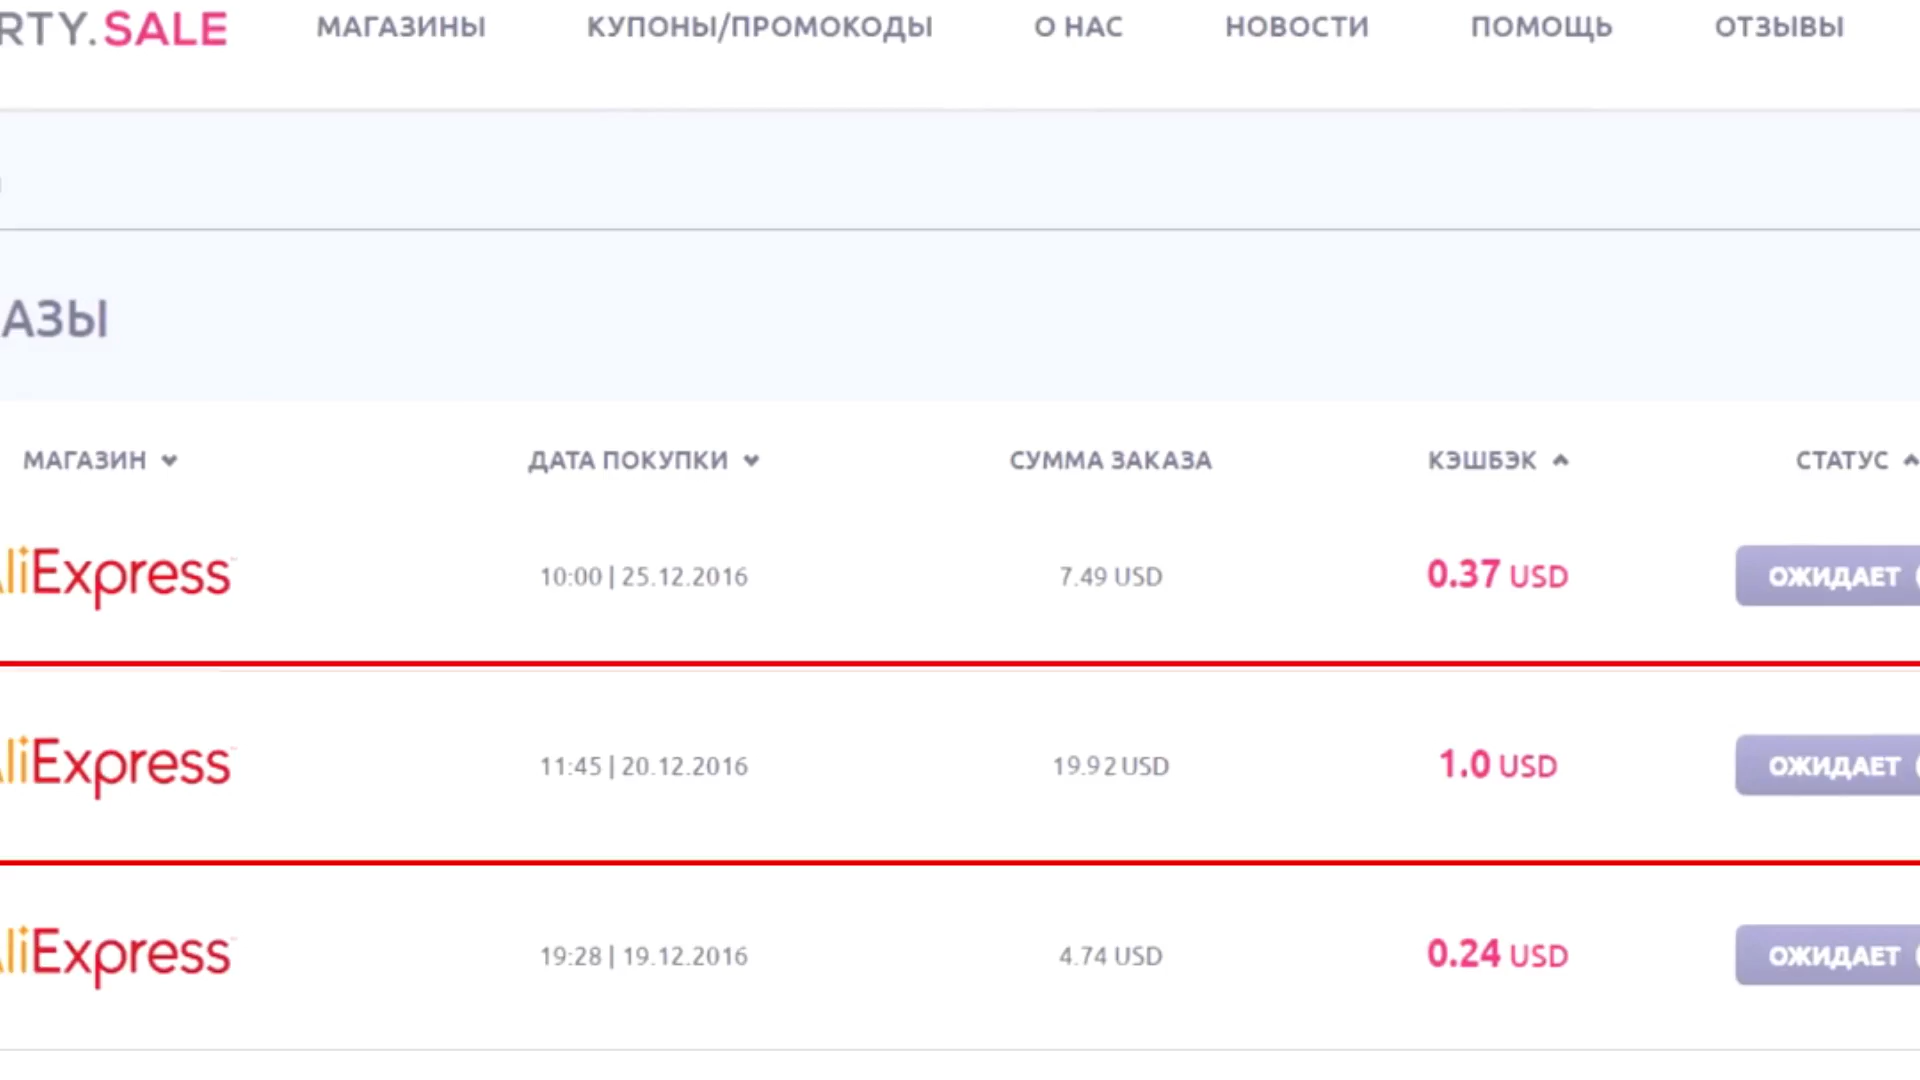 RTY.SALE МАГАЗИНЫ КУПОНЫ/ПРОМОКОДЫ О НАС НОВОСТИ ПОМОЩЬ ОТЗЫВЫ
АЗЫ
МАГАЗИН ДАТА ПОКУПКИ СУММА ЗАКАЗА КЭШБЭК СТАТУС
liExpress 10:00 | 25.12.2016 7.49 USD 0.37 USD ОЖИДАЕТ
liExpress 11:45 | 20.12.2016 19.92 USD 1.0 USD ОЖИДАЕТ
liExpress 19:28 | 19.12.2016 4.74 USD 0.24 USD ОЖИДАЕТ